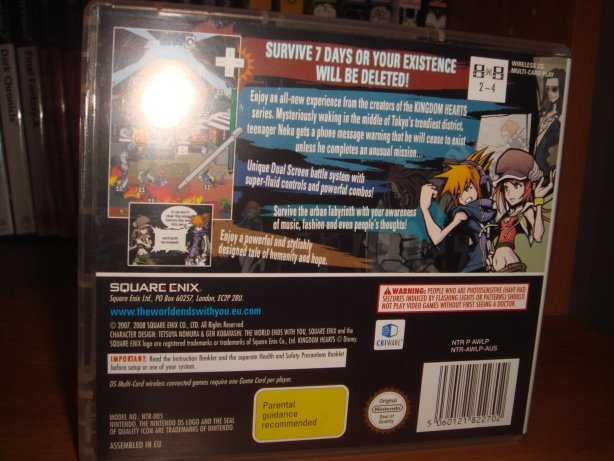 SURVIVE 7 DAYS OR YOUR EXISTENCE
WILL BE DELETED!
WIRELESS DS
MULTI-CARD PLAY
2-4
Enjoy an all-new experience from the creators of the KINGDOM HEARTS
series. Mysteriously waking in the middle of Tokyo's trendiest district,
teenager Neku gets a phone message warning that he will cease to exist
unless he completes an unusual mission...
Unique Dual Screen battle system with
super-fluid controls and powerful combos!
Survive the urban labyrinth with your awareness
of music, fashion and even people's thoughts!
Enjoy a powerful and stylishly
designed tale of humanity and hope.
Dark Chronicle
Final Fantasy
SQUARE ENIX
Square Enix Ltd, PO Box 60257, London, EC2P 2BU.
www.theworldendswithyou.eu.com
© 2007, 2008 SQUARE ENIX CO., LTD. All Rights Reserved.
CHARACTER DESIGN: TETSUYA NOMURA & GEN KOBAYASHI. THE WORLD ENDS WITH YOU, SQUARE ENIX and the
SQUARE ENIX logo are registered trademarks or trademarks of Square Enix Co., Ltd. KINGDOM HEARTS © Disney.
IMPORTANT: Read the Instruction Booklet and the separate Health and Safety Precautions Booklet
before setup or use of your system.
DS Multi-Card wireless connected games require one Game Card per player.
MODEL NO.: NTR-005
NINTENDO, THE NINTENDO DS LOGO AND THE SEAL
OF QUALITY ICON ARE TRADEMARKS OF NINTENDO.
ASSEMBLED IN EU
Parental
guidance
recommended
WARNING: PEOPLE WHO ARE PHOTOSENSITIVE (HAVE HAD
SEIZURES INDUCED BY FLASHING LIGHTS OR PATTERNS) SHOULD
NOT PLAY VIDEO GAMES WITHOUT FIRST SEEING A DOCTOR.
CRIWARE
NTR P AWLP
NTR-AWLP-AUS
Original
Nintendo
Seal of Quality
5 060121 822702